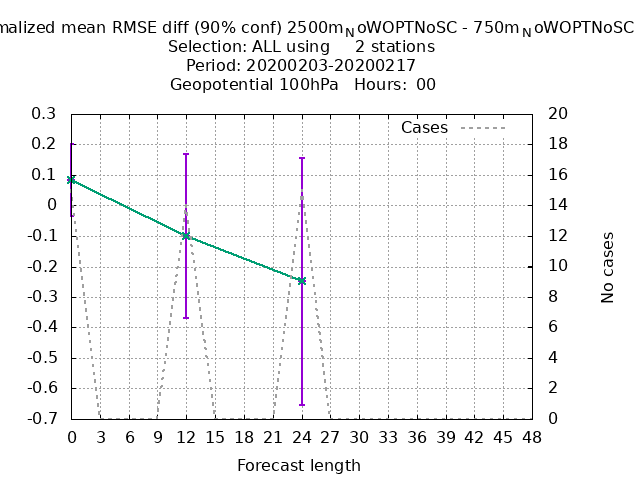 malized mean RMSE diff (90% conf) 2500mNoWOPTNoSC - 750mNoWOPTNoSC
Selection: ALL using 2 stations
Period: 20200203-20200217
Geopotential 100hPa Hours: 00
Cases
0.3
0.2
0.1
0
-0.1
-0.2
-0.3
-0.4
-0.5
-0.6
-0.7
20
18
16
14
12
10
8
6
4
2
0
No cases
0 3 6 9 12 15 18 21 24 27 30 33 36 39 42 45 48
Forecast length